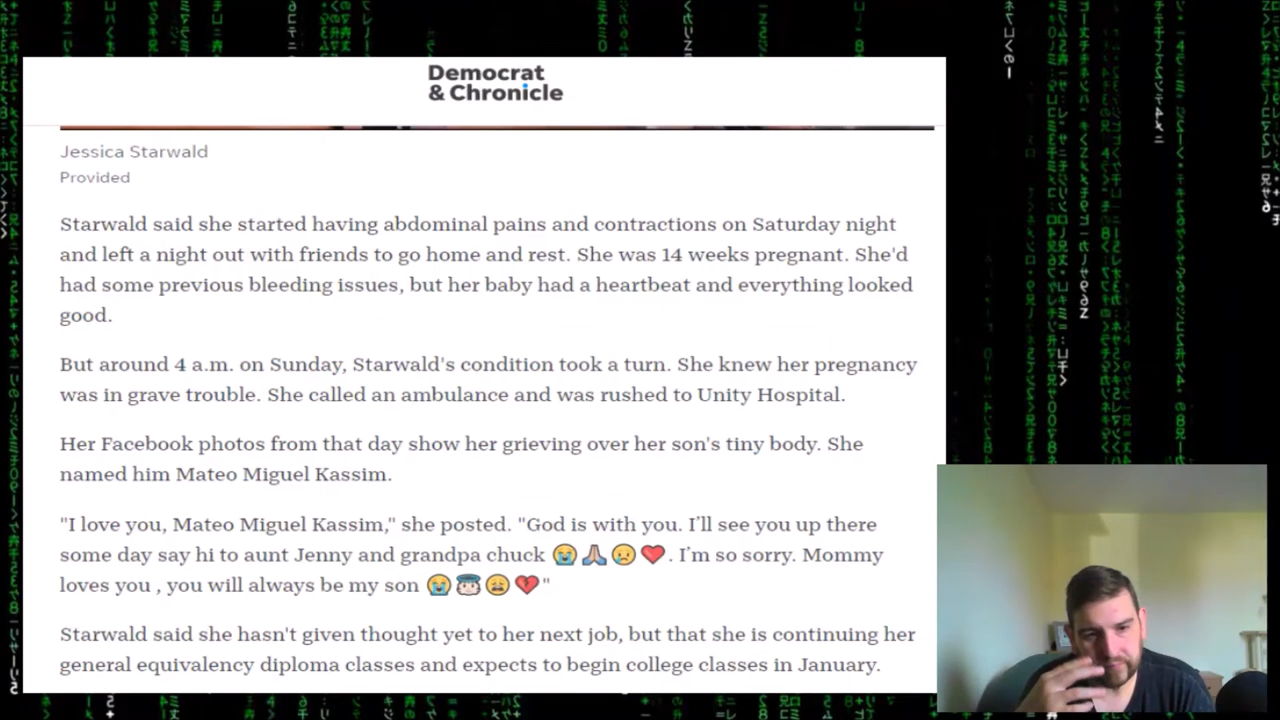 Democrat
& Chronicle
Jessica Starwald
Provided
Starwald said she started having abdominal pains and contractions on Saturday night
and left a night out with friends to go home and rest. She was 14 weeks pregnant. She'd
had some previous bleeding issues, but her baby had a heartbeat and everything looked
good.
But around 4 a.m. on Sunday, Starwald's condition took a turn. She knew her pregnancy
was in grave trouble. She called an ambulance and was rushed to Unity Hospital.
Her Facebook photos from that day show her grieving over her son's tiny body. She
named him Mateo Miguel Kassim.
"I love you, Mateo Miguel Kassim," she posted. "God is with you. I'll see you up there
some day say hi to aunt Jenny and grandpa chuck 😭🙏🏼😢❤️. I'm so sorry. Mommy
loves you , you will always be my son 😭👼🏻😩💔"
Starwald said she hasn't given thought yet to her next job, but that she is continuing her
general equivalency diploma classes and expects to begin college classes in January.